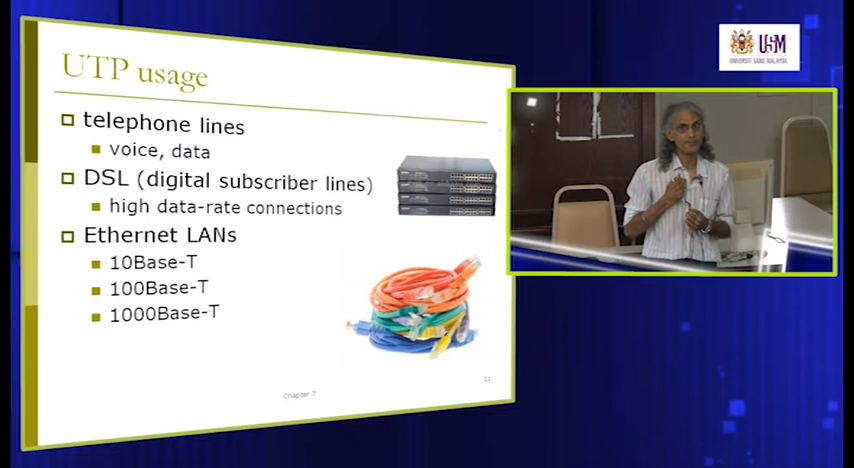 UTP usage
telephone lines
voice, data
DSL (digital subscriber lines)
high data-rate connections
Ethernet LANs
10Base-T
100Base-T
1000Base-T
Chapter 7
11
USM
UNIVERSITI SAINS MALAYSIA